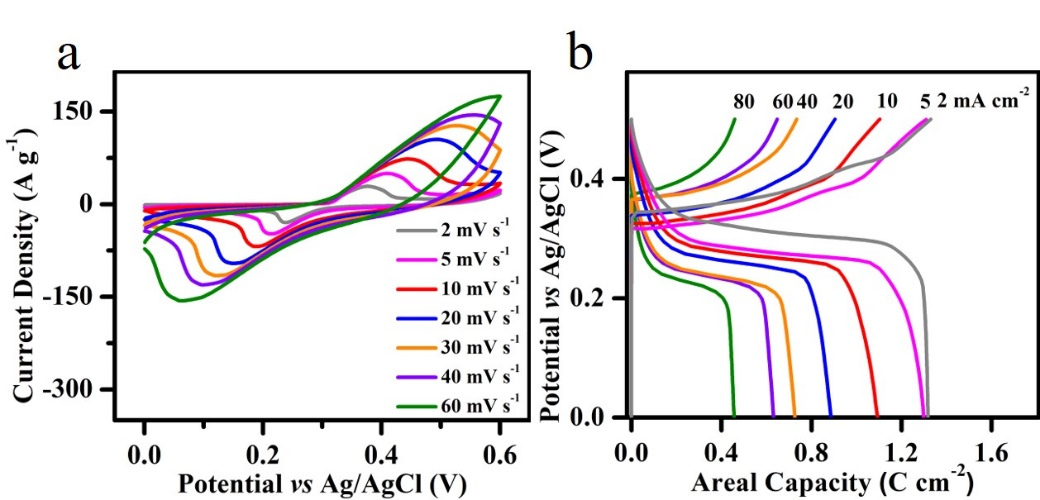 a
Current Density (A g⁻¹)
150
0
-150
-300
2 mV s⁻¹
5 mV s⁻¹
10 mV s⁻¹
20 mV s⁻¹
30 mV s⁻¹
40 mV s⁻¹
60 mV s⁻¹
0.0 0.2 0.4 0.6
Potential vs Ag/AgCl (V)
b
Potential vs Ag/AgCl (V)
80 60 40 20 10 5 2 mA cm⁻²
0.4
0.2
0.0
0.0 0.4 0.8 1.2 1.6
Areal Capacity (C cm⁻²)